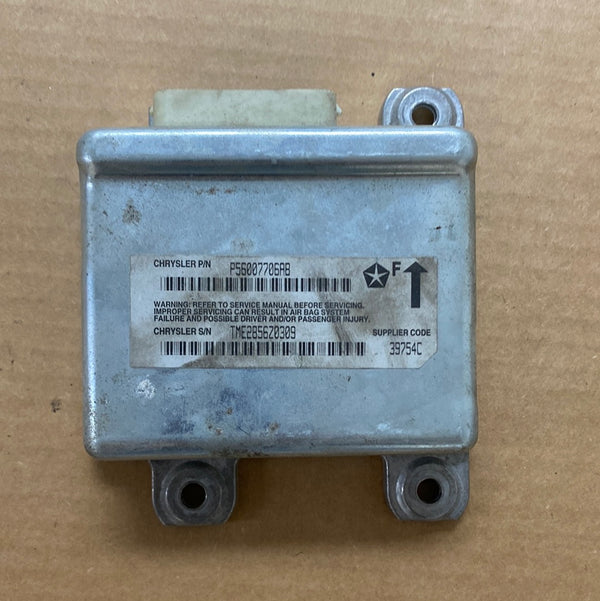 CHRYSLER P/N P56007706AB
F
WARNING: REFER TO SERVICE MANUAL BEFORE SERVICING.
IMPROPER SERVICING CAN RESULT IN AIR BAG SYSTEM
FAILURE AND POSSIBLE DRIVER AND/OR PASSENGER INJURY.
CHRYSLER S/N TME2856Z0309 SUPPLIER CODE
39754C